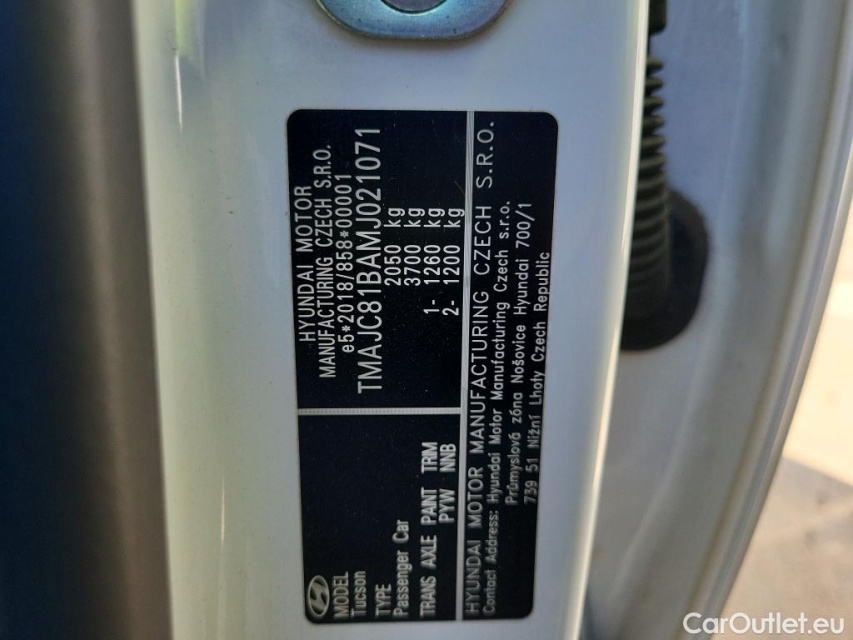 HYUNDAI MOTOR
MANUFACTURING CZECH S.R.O.
e5*2018/858*00001
TMAJC81BAMJ021071
2050 kg
3700 kg
1- 1260 kg
2- 1200 kg
MODEL
Tucson
TYPE
Passenger Car
TRANS AXLE PANT TRIM
PYW NNB
HYUNDAI MOTOR MANUFACTURING CZECH S.R.O.
Contact Address: Hyundai Motor Manufacturing Czech s.r.o.
Průmyslová zóna Nošovice Hyundai 700/1
739 51 Nižní Lhoty Czech Republic
CarOutlet.eu